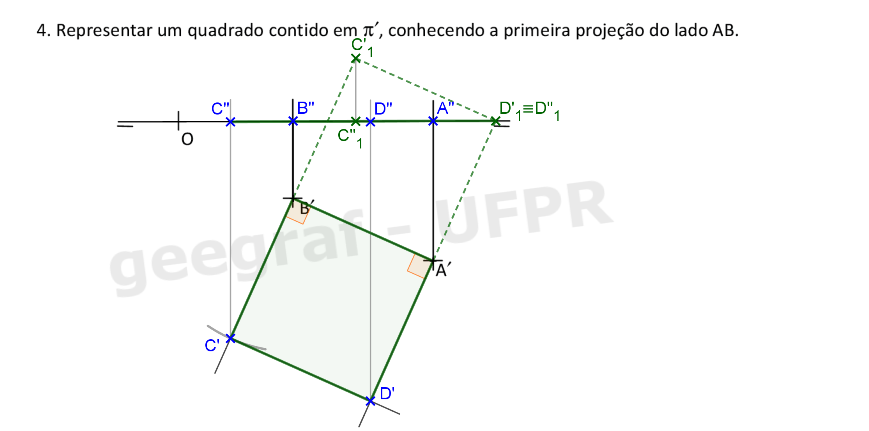 4. Representar um quadrado contido em π′, conhecendo a primeira projeção do lado AB.
C'₁
C" B" D" A" D'₁≡D"₁
C"₁
O
B′
geegraf - UFPR
A′
C'
D'